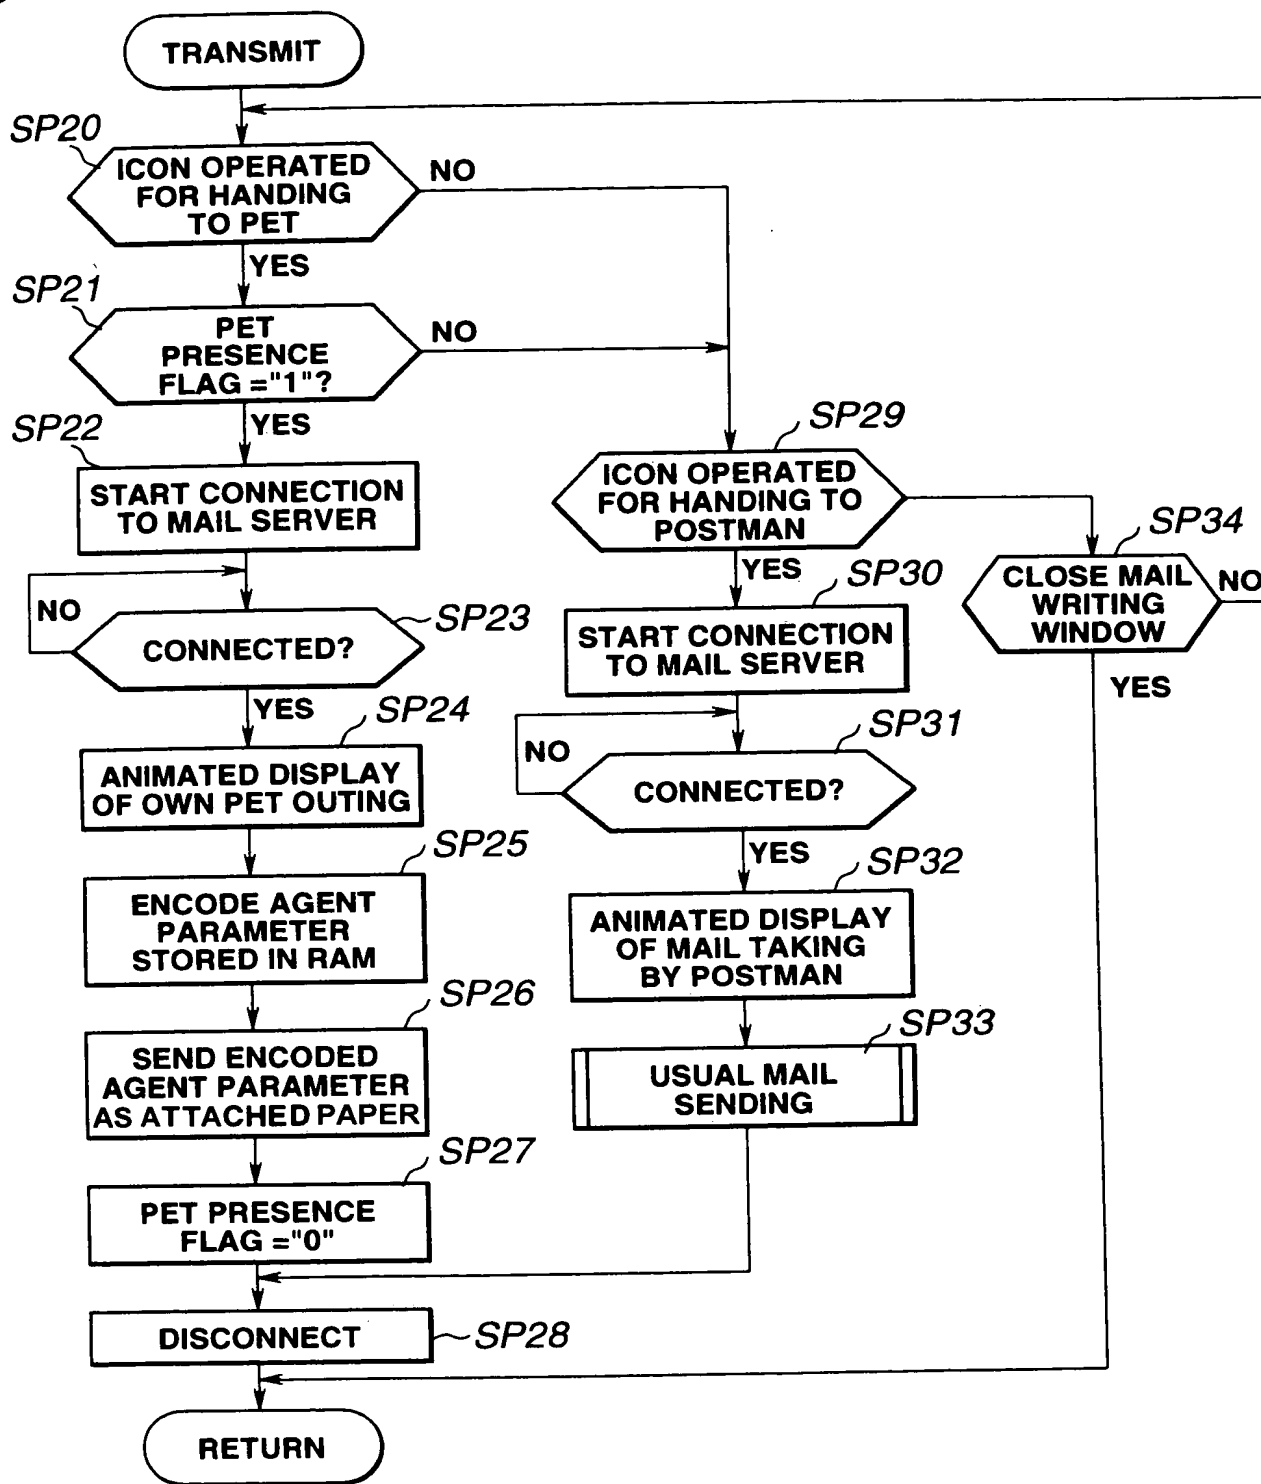 TRANSMIT
SP20
ICON OPERATED
FOR HANDING
TO PET
NO
YES
SP21
PET
PRESENCE
FLAG ="1"?
NO
YES
SP22
START CONNECTION
TO MAIL SERVER
NO
CONNECTED?
SP23
YES
SP24
ANIMATED DISPLAY
OF OWN PET OUTING
SP25
ENCODE AGENT
PARAMETER
STORED IN RAM
SP26
SEND ENCODED
AGENT PARAMETER
AS ATTACHED PAPER
SP27
PET PRESENCE
FLAG ="0"
DISCONNECT
SP28
RETURN
SP29
ICON OPERATED
FOR HANDING TO
POSTMAN
YES
SP30
START CONNECTION
TO MAIL SERVER
NO
SP31
CONNECTED?
YES
SP32
ANIMATED DISPLAY
OF MAIL TAKING
BY POSTMAN
SP33
USUAL MAIL
SENDING
SP34
CLOSE MAIL
WRITING
WINDOW
NO
YES